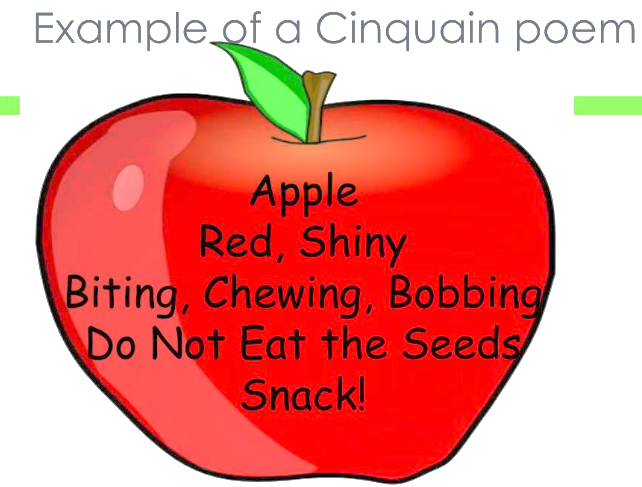 Example of a Cinquain poem
Apple
Red, Shiny
Biting, Chewing, Bobbing
Do Not Eat the Seeds
Snack!